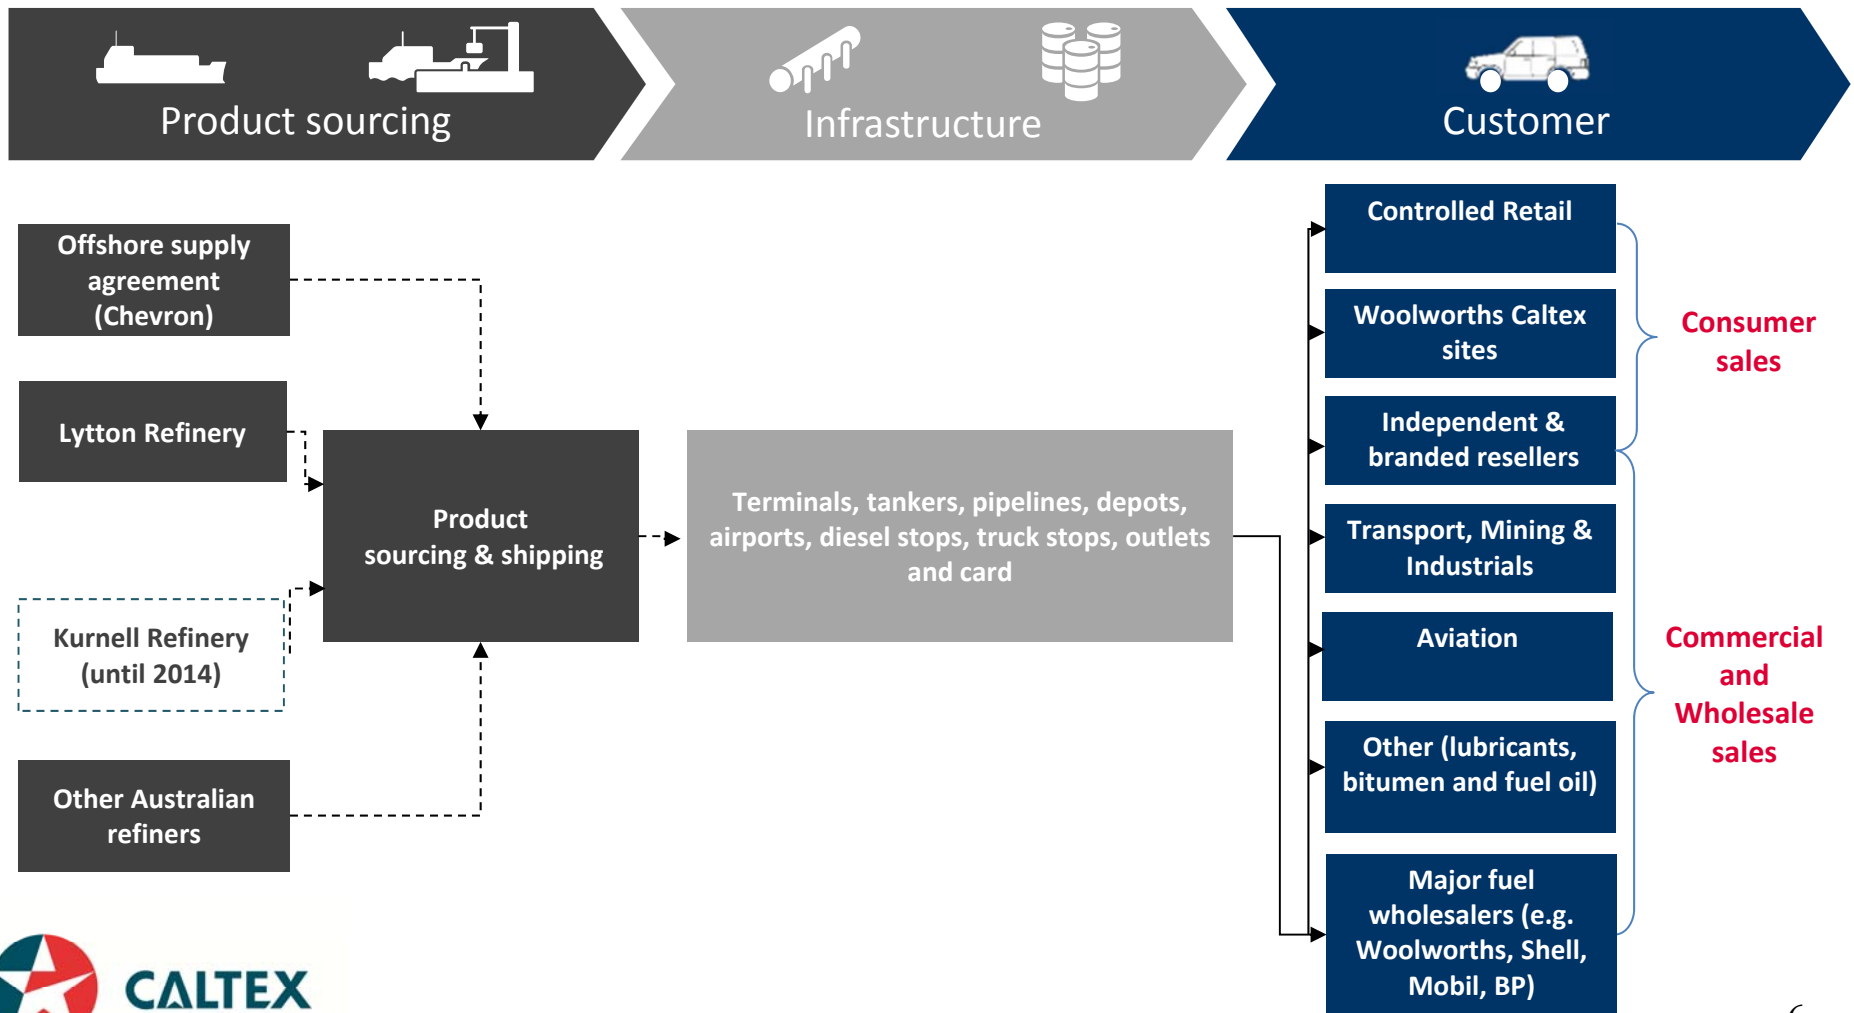 Product sourcing
Infrastructure
Customer
Offshore supply
agreement
(Chevron)
Lytton Refinery
Kurnell Refinery
(until 2014)
Other Australian
refiners
Product
sourcing & shipping
Terminals, tankers, pipelines, depots,
airports, diesel stops, truck stops, outlets
and card
Controlled Retail
Woolworths Caltex
sites
Independent &
branded resellers
Transport, Mining &
Industrials
Aviation
Other (lubricants,
bitumen and fuel oil)
Major fuel
wholesalers (e.g.
Woolworths, Shell,
Mobil, BP)
Consumer
sales
Commercial
and
Wholesale
sales
CALTEX